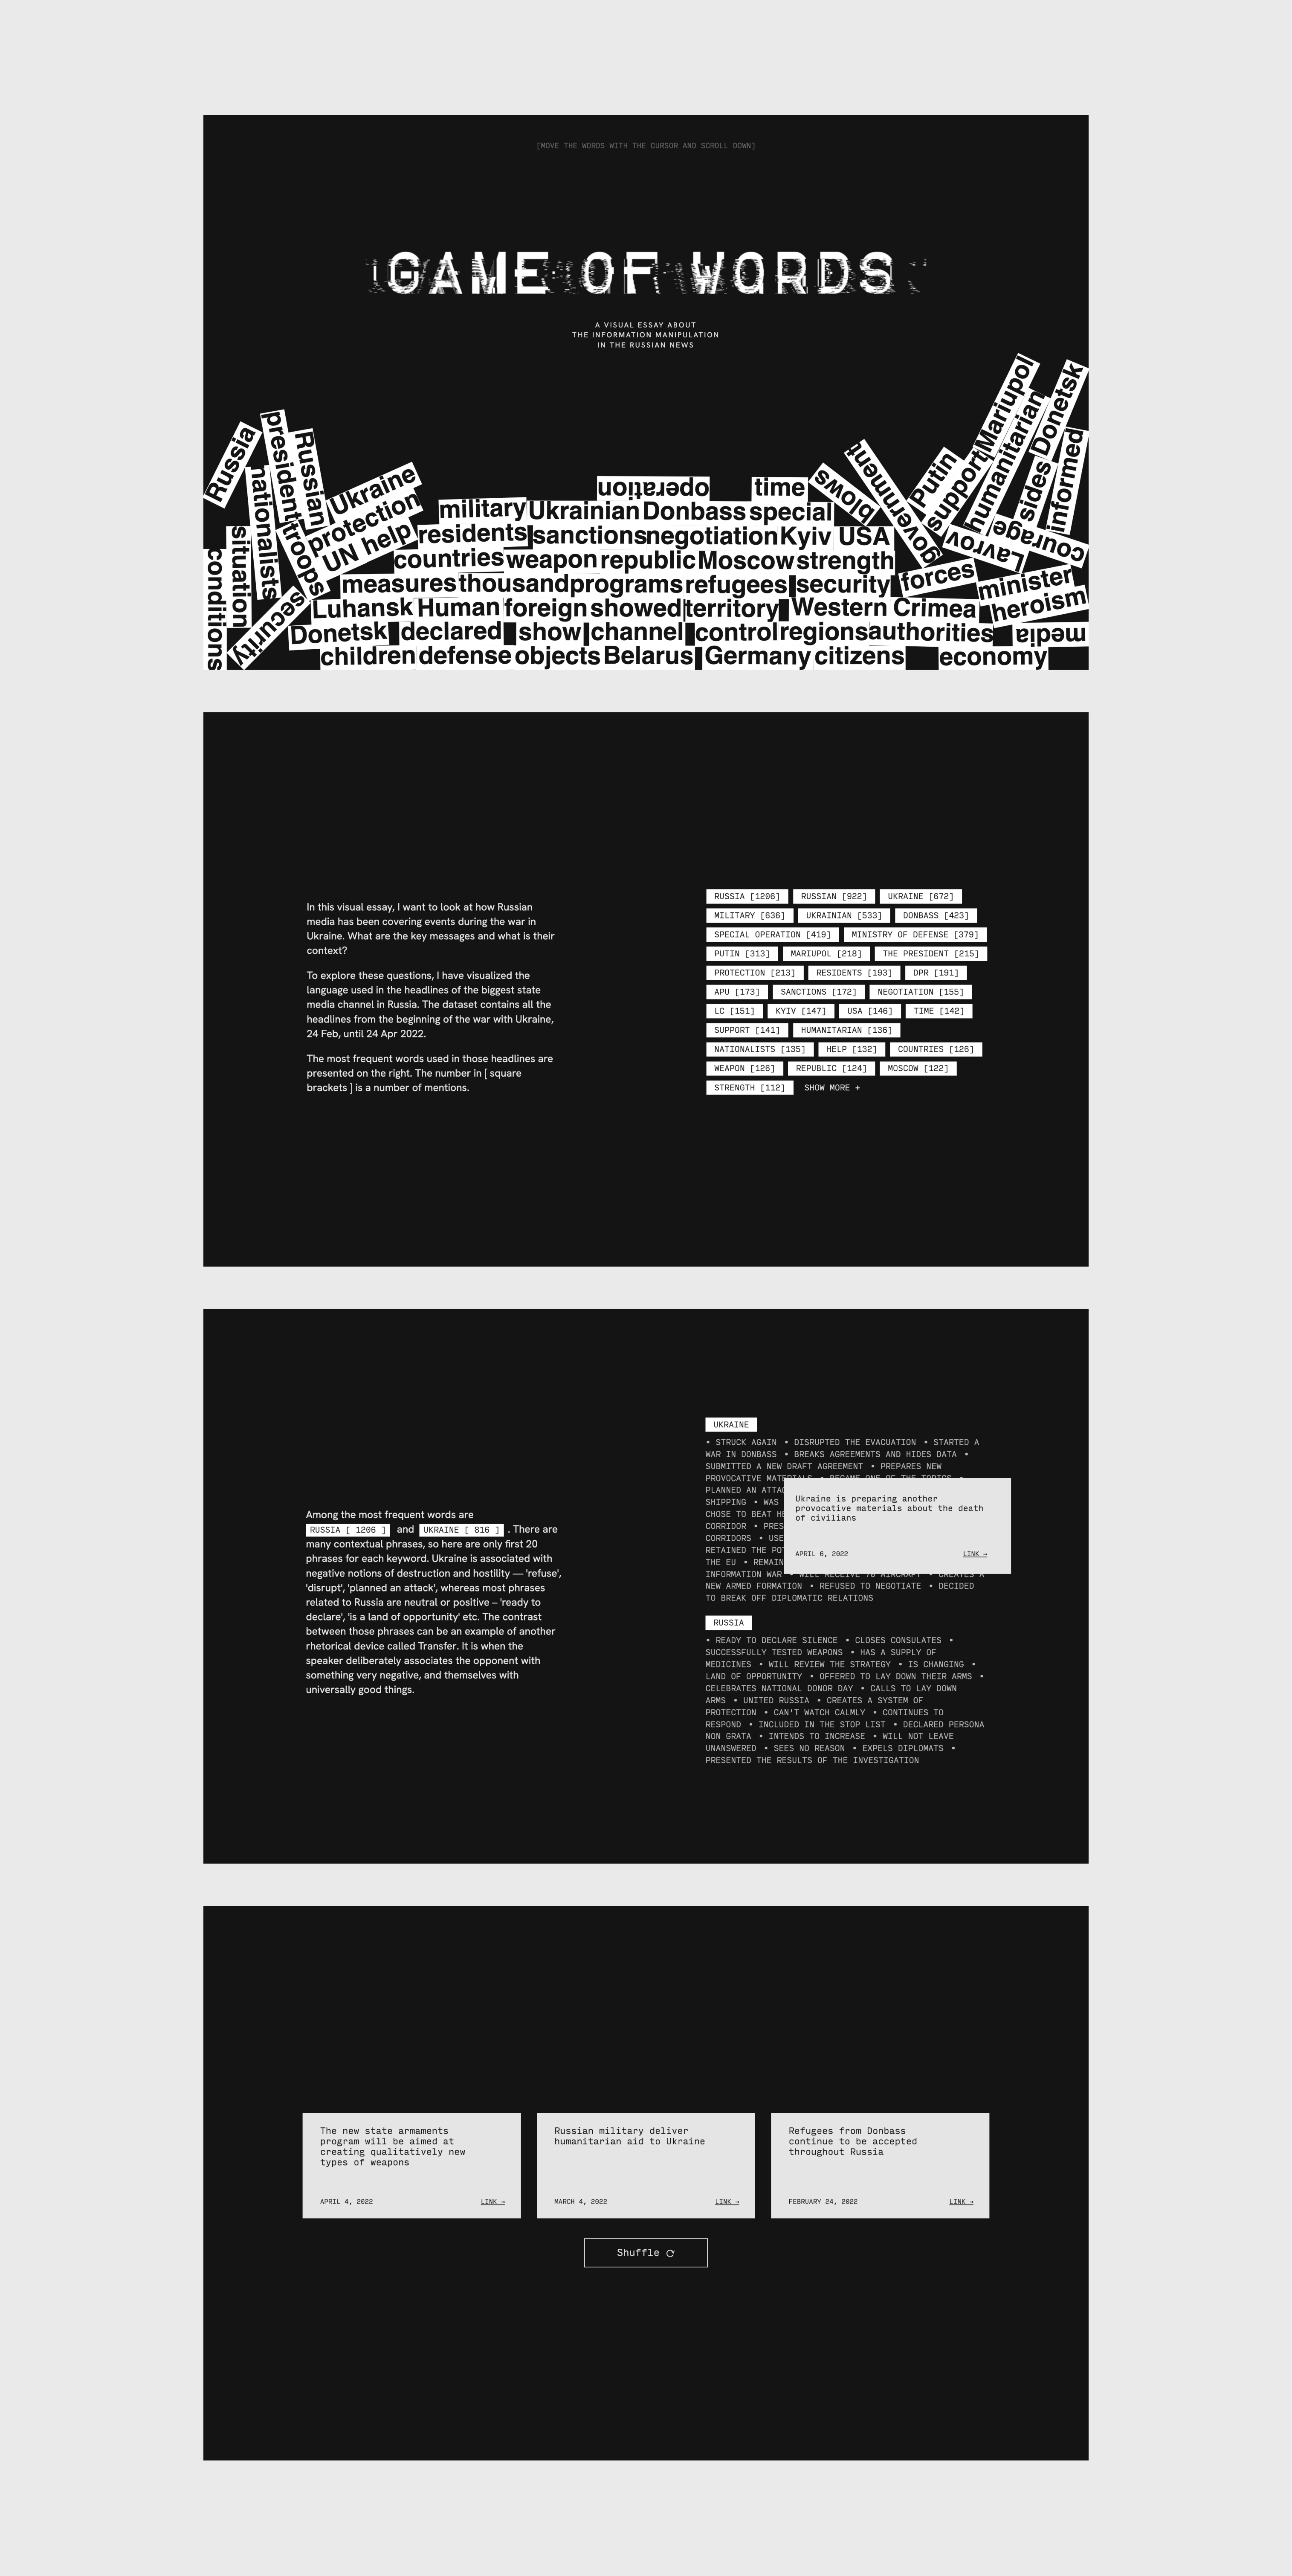 [MOVE THE WORDS WITH THE CURSOR AND SCROLL DOWN]
GAME OF WORDS
A VISUAL ESSAY ABOUT
THE INFORMATION MANIPULATION
IN THE RUSSIAN NEWS
Russia
president
Russian
nationalists
troops
Ukraine
protection
UN help
situation
conditions
security
operation
time
military Ukrainian Donbass special
residents sanctions negotiation Kyiv USA
countries weapon republic Moscow strength
measures thousand programs refugees security
Luhansk Human foreign showed territory Western Crimea
Donetsk declared show channel control regions authorities
children defense objects Belarus Germany citizens economy
blows
government
Putin
support
Mariupol
humanitarian
Donetsk
sides
informed
courage
Lavrov
forces
minister
heroism
media
In this visual essay, I want to look at how Russian
media has been covering events during the war in
Ukraine. What are the key messages and what is their
context?
To explore these questions, I have visualized the
language used in the headlines of the biggest state
media channel in Russia. The dataset contains all the
headlines from the beginning of the war with Ukraine,
24 Feb, until 24 Apr 2022.
The most frequent words used in those headlines are
presented on the right. The number in [ square
brackets ] is a number of mentions.
RUSSIA [1206] RUSSIAN [922] UKRAINE [672]
MILITARY [636] UKRAINIAN [533] DONBASS [423]
SPECIAL OPERATION [419] MINISTRY OF DEFENSE [379]
PUTIN [313] MARIUPOL [218] THE PRESIDENT [215]
PROTECTION [213] RESIDENTS [193] DPR [191]
APU [173] SANCTIONS [172] NEGOTIATION [155]
LC [151] KYIV [147] USA [146] TIME [142]
SUPPORT [141] HUMANITARIAN [136]
NATIONALISTS [135] HELP [132] COUNTRIES [126]
WEAPON [126] REPUBLIC [124] MOSCOW [122]
STRENGTH [112] SHOW MORE +
Among the most frequent words are
RUSSIA [ 1206 ] and UKRAINE [ 816 ] . There are
many contextual phrases, so here are only first 20
phrases for each keyword. Ukraine is associated with
negative notions of destruction and hostility — 'refuse',
'disrupt', 'planned an attack', whereas most phrases
related to Russia are neutral or positive – 'ready to
declare', 'is a land of opportunity' etc. The contrast
between those phrases can be an example of another
rhetorical device called Transfer. It is when the
speaker deliberately associates the opponent with
something very negative, and themselves with
universally good things.
UKRAINE
• STRUCK AGAIN • DISRUPTED THE EVACUATION • STARTED A
WAR IN DONBASS • BREAKS AGREEMENTS AND HIDES DATA •
SUBMITTED A NEW DRAFT AGREEMENT • PREPARES NEW
PROVOCATIVE MATERIALS • BECAME ONE OF THE TOPICS •
PLANNED AN
SHIPPING • WAS
CHOSE TO BEAT
CORRIDOR •
CORRIDORS •
RETAINED THE
THE EU •
INFORMATION WAR • WILL RECEIVE 70 AIRCRAFT • CREATES A
NEW ARMED FORMATION • REFUSED TO NEGOTIATE • DECIDED
TO BREAK OFF DIPLOMATIC RELATIONS
Ukraine is preparing another
provocative materials about the death
of civilians
APRIL 6, 2022 LINK →
RUSSIA
• READY TO DECLARE SILENCE • CLOSES CONSULATES •
SUCCESSFULLY TESTED WEAPONS • HAS A SUPPLY OF
MEDICINES • WILL REVIEW THE STRATEGY • IS CHANGING •
LAND OF OPPORTUNITY • OFFERED TO LAY DOWN THEIR ARMS •
CELEBRATES NATIONAL DONOR DAY • CALLS TO LAY DOWN
ARMS • UNITED RUSSIA • CREATES A SYSTEM OF
PROTECTION • CAN'T WATCH CALMLY • CONTINUES TO
RESPOND • INCLUDED IN THE STOP LIST • DECLARED PERSONA
NON GRATA • INTENDS TO INCREASE • WILL NOT LEAVE
UNANSWERED • SEES NO REASON • EXPELS DIPLOMATS •
PRESENTED THE RESULTS OF THE INVESTIGATION
The new state armaments
program will be aimed at
creating qualitatively new
types of weapons
APRIL 4, 2022 LINK →
Russian military deliver
humanitarian aid to Ukraine
MARCH 4, 2022 LINK →
Refugees from Donbass
continue to be accepted
throughout Russia
FEBRUARY 24, 2022 LINK →
Shuffle